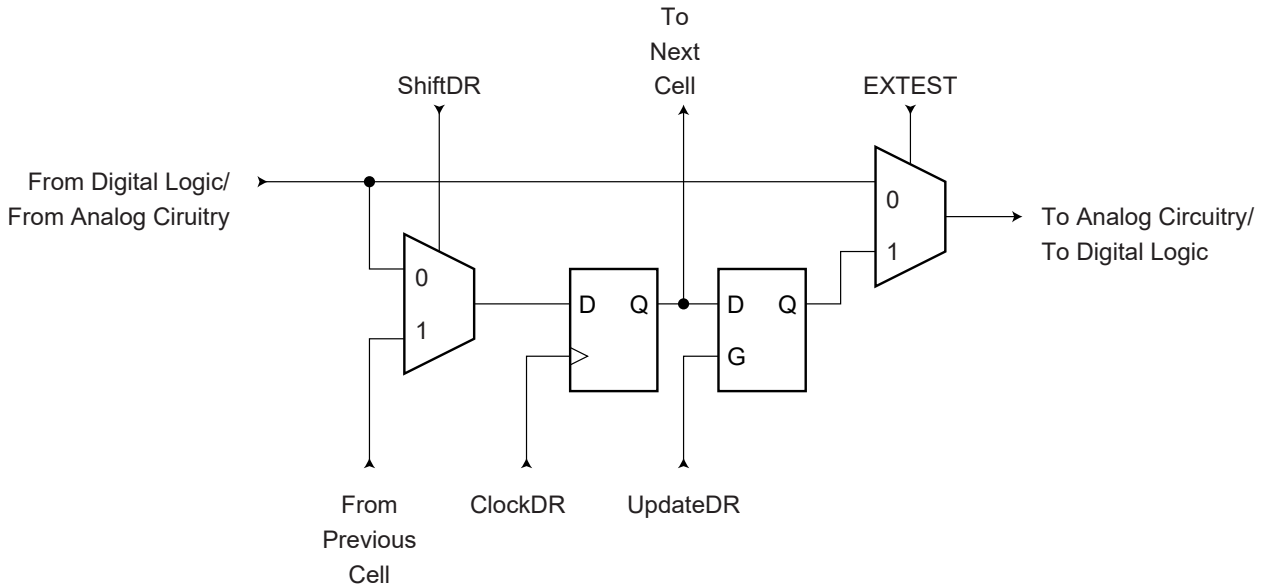 To
Next
Cell
ShiftDR
EXTEST
From Digital Logic/
From Analog Ciruitry
0
1
To Analog Circuitry/
To Digital Logic
0
1
D Q
D Q
G
From
Previous
Cell
ClockDR
UpdateDR